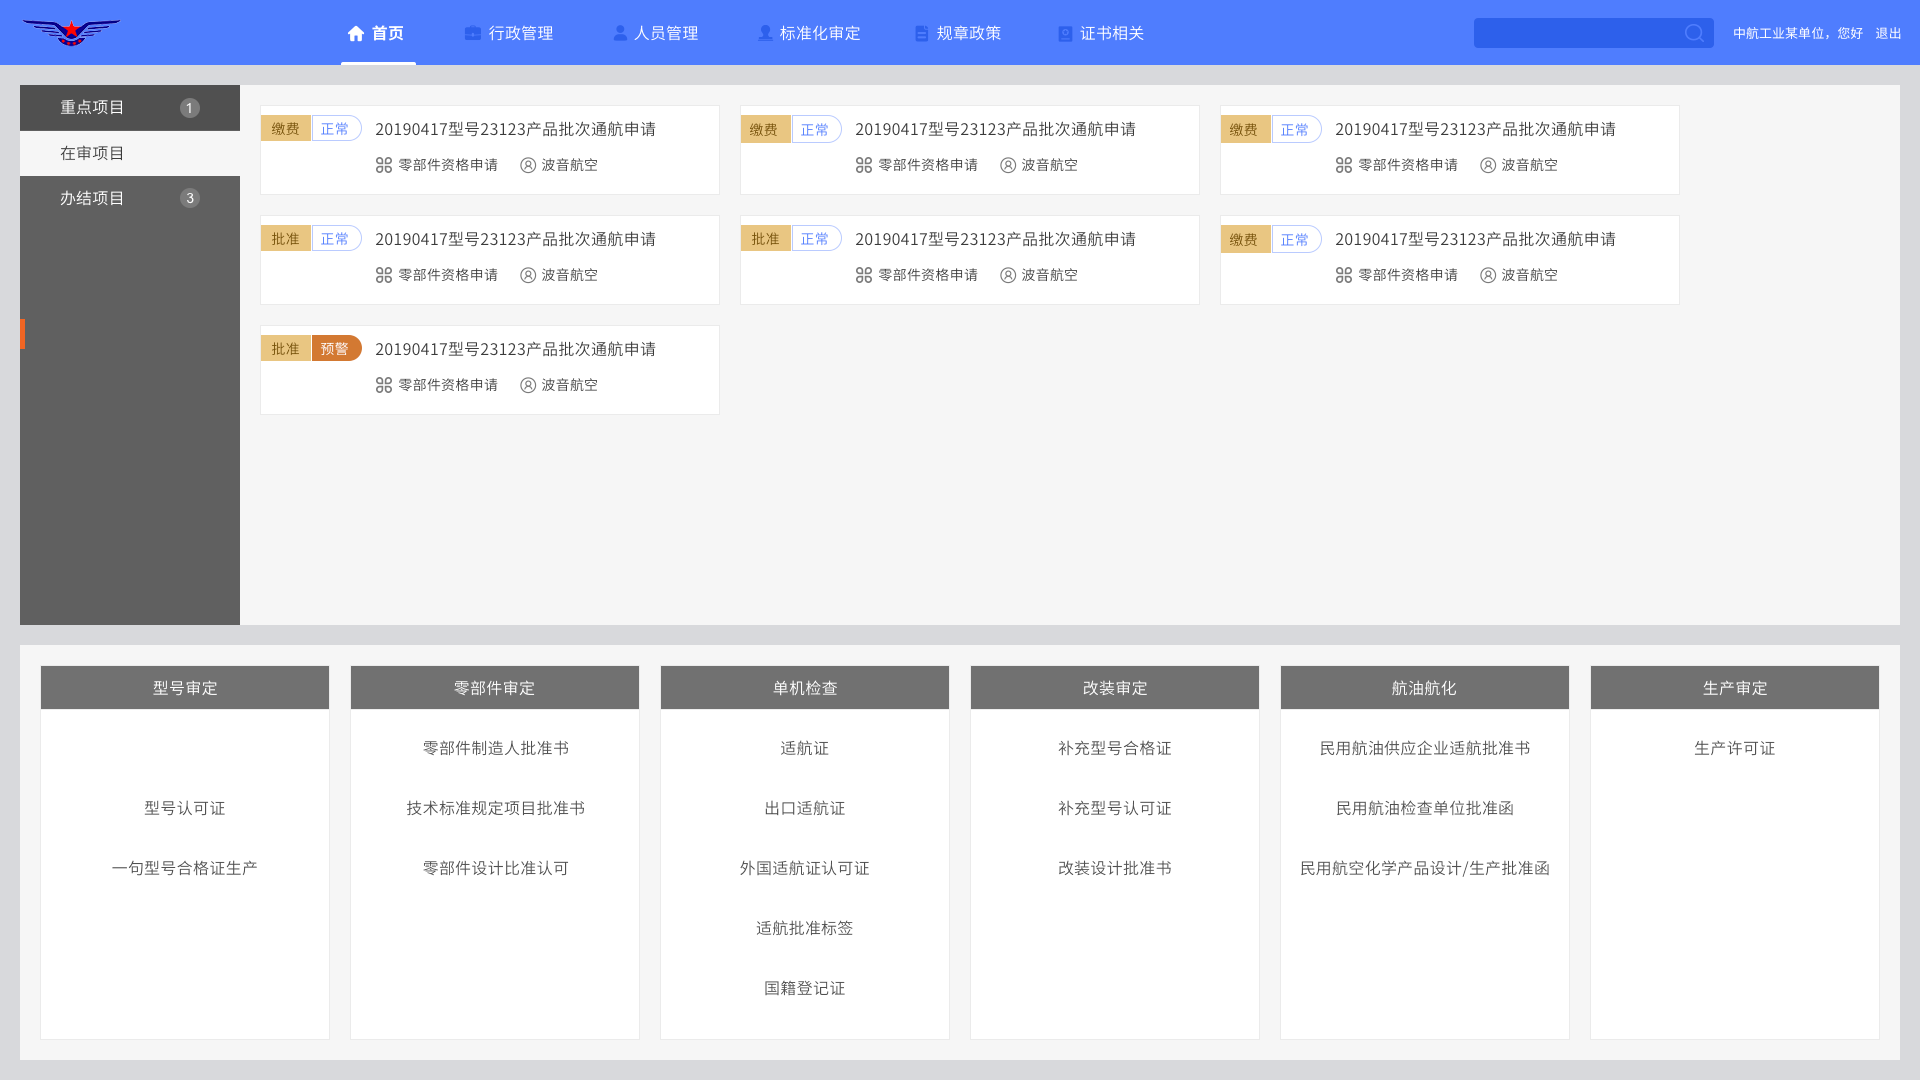 首页
行政管理
人员管理
标准化审定
规章政策
证书相关
中航工业某单位，您好
退出
重点项目
1
在审项目
办结项目
3
缴费
正常
20190417型号23123产品批次通航申请
零部件资格申请
波音航空
缴费
正常
20190417型号23123产品批次通航申请
零部件资格申请
波音航空
缴费
正常
20190417型号23123产品批次通航申请
零部件资格申请
波音航空
批准
正常
20190417型号23123产品批次通航申请
零部件资格申请
波音航空
批准
正常
20190417型号23123产品批次通航申请
零部件资格申请
波音航空
缴费
正常
20190417型号23123产品批次通航申请
零部件资格申请
波音航空
批准
预警
20190417型号23123产品批次通航申请
零部件资格申请
波音航空
型号审定
型号认可证
一句型号合格证生产
零部件审定
零部件制造人批准书
技术标准规定项目批准书
零部件设计比准认可
单机检查
适航证
出口适航证
外国适航证认可证
适航批准标签
国籍登记证
改装审定
补充型号合格证
补充型号认可证
改装设计批准书
航油航化
民用航油供应企业适航批准书
民用航油检查单位批准函
民用航空化学产品设计/生产批准函
生产审定
生产许可证